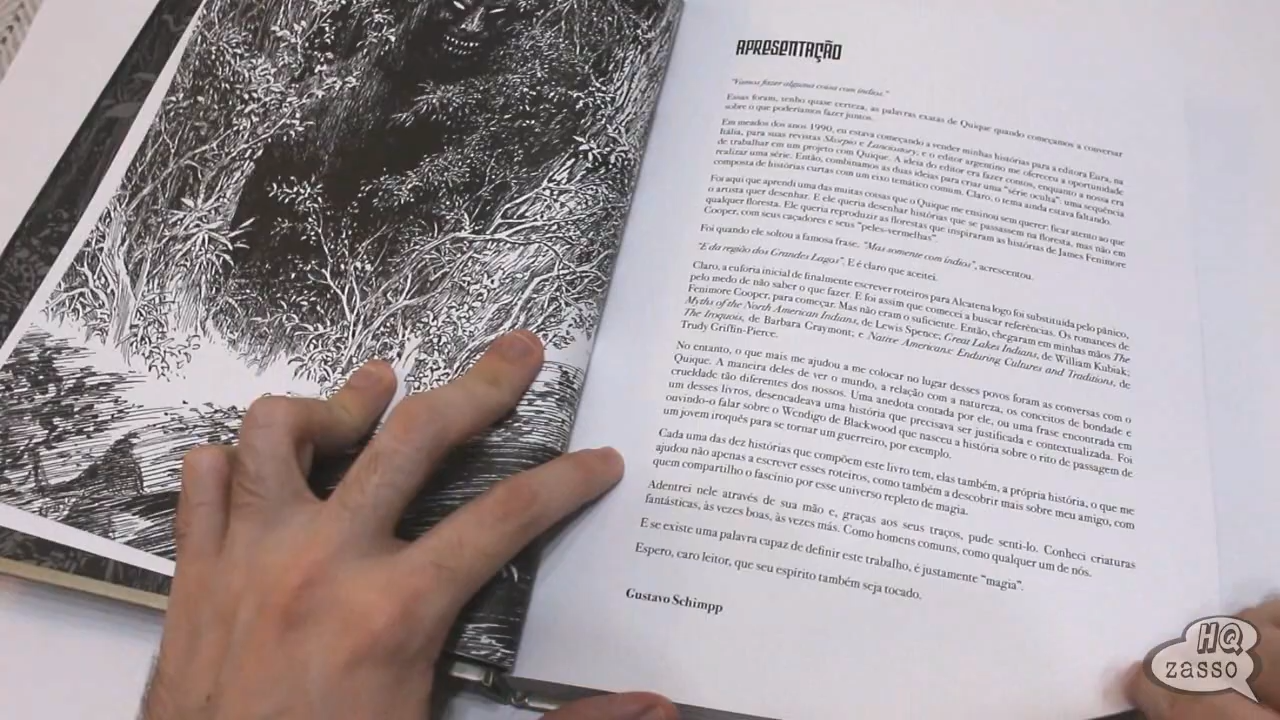 APRESENTAÇÃO
"Vamos fazer alguma coisa com índios."
Essas foram, tenho quase certeza, as palavras exatas de Quique quando começamos a conversar
sobre o que poderíamos fazer juntos.
Em meados dos anos 1990, eu estava começando a vender minhas histórias para a editora Eura, na
Itália, para suas revistas Skorpio e Lanciostory, e o editor argentino me ofereceu a oportunidade
de trabalhar em um projeto com Quique. A ideia do editor era fazer contos, enquanto a nossa era
realizar uma série. Então, combinamos as duas ideias para criar uma "série oculta": uma sequência
composta de histórias curtas com um eixo temático comum. Claro, o tema ainda estava faltando.
Foi aqui que aprendi uma das muitas coisas que o Quique me ensinou sem querer: ficar atento ao que
o artista quer desenhar. E ele queria desenhar histórias que se passassem na floresta, mas não em
qualquer floresta. Ele queria reproduzir as florestas que inspiraram as histórias de James Fenimore
Cooper, com seus caçadores e seus "peles-vermelhas".
Foi quando ele soltou a famosa frase. "Mas somente com índios", acrescentou.
"E da região dos Grandes Lagos". E é claro que aceitei.
Claro, a euforia inicial de finalmente escrever roteiros para Alcatena logo foi substituída pelo pânico,
pelo medo de não saber o que fazer. E foi assim que comecei a buscar referências. Os romances de
Fenimore Cooper, para começar. Mas não eram o suficiente. Então, chegaram em minhas mãos The
Myths of the North American Indians, de Lewis Spence, Great Lakes Indians, de William Kubiak;
The Iroquois, de Barbara Graymont; e Native Americans: Enduring Cultures and Traditions, de
Trudy Griffin-Pierce.
No entanto, o que mais me ajudou a me colocar no lugar desses povos foram as conversas com o
Quique. A maneira deles de ver o mundo, a relação com a natureza, os conceitos de bondade e
crueldade tão diferentes dos nossos. Uma anedota contada por ele, ou uma frase encontrada em
um desses livros, desencadeava uma história que precisava ser justificada e contextualizada. Foi
ouvindo-o falar sobre o Wendigo de Blackwood que nasceu a história sobre o rito de passagem de
um jovem iroquês para se tornar um guerreiro, por exemplo.
Cada uma das dez histórias que compõem este livro tem, elas também, a própria história, o que me
ajudou não apenas a escrever esses roteiros, como também a descobrir mais sobre meu amigo, com
quem compartilho o fascínio por esse universo repleto de magia.
Adentrei nele através de sua mão e, graças aos seus traços, pude senti-lo. Conheci criaturas
fantásticas, às vezes boas, às vezes más. Como homens comuns, como qualquer um de nós.
E se existe uma palavra capaz de definir este trabalho, é justamente "magia".
Espero, caro leitor, que seu espírito também seja tocado.
Gustavo Schimpp
HQ
zasso